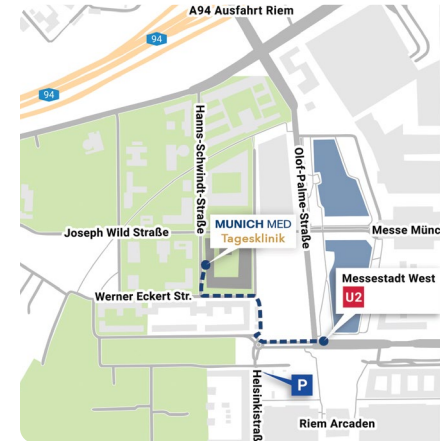 A94 Ausfahrt Riem
94
94
Hanns-Schwindt-Straße
Olof-Palme-Straße
MUNICH MED
Tagesklinik
Joseph Wild Straße
Messe Münc
Messestadt West
U2
Werner Eckert Str.
P
Helsinkistraß
Riem Arcaden